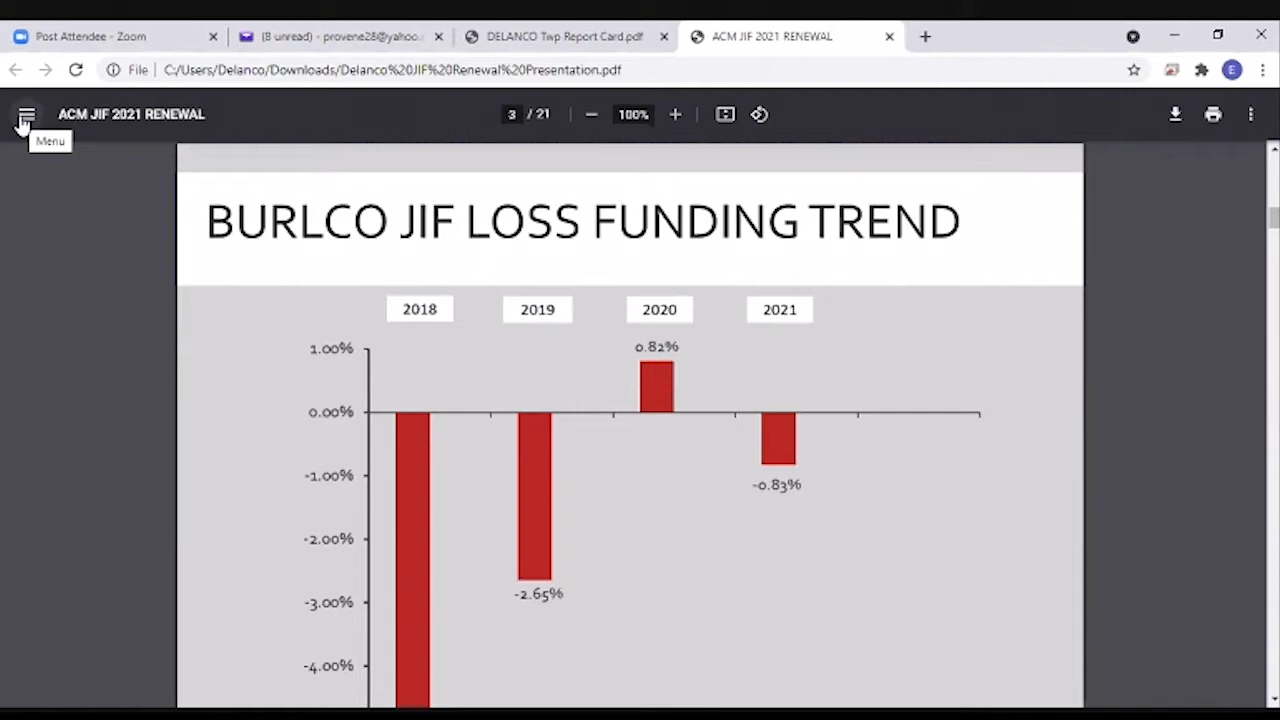 Post Attendee - Zoom
(8 unread) - provene28@yahoo.
DELANCO Twp Report Card.pdf
ACM JIF 2021 RENEWAL
File
C:/Users/Delanco/Downloads/Delanco%20JIF%20Renewal%20Presentation.pdf
E
ACM JIF 2021 RENEWAL
3 / 21
100%
Menu
BURLCO JIF LOSS FUNDING TREND
2018 2019 2020 2021
1.00%
0.82%
0.00%
-1.00%
-0.83%
-2.00%
-2.65%
-3.00%
-4.00%